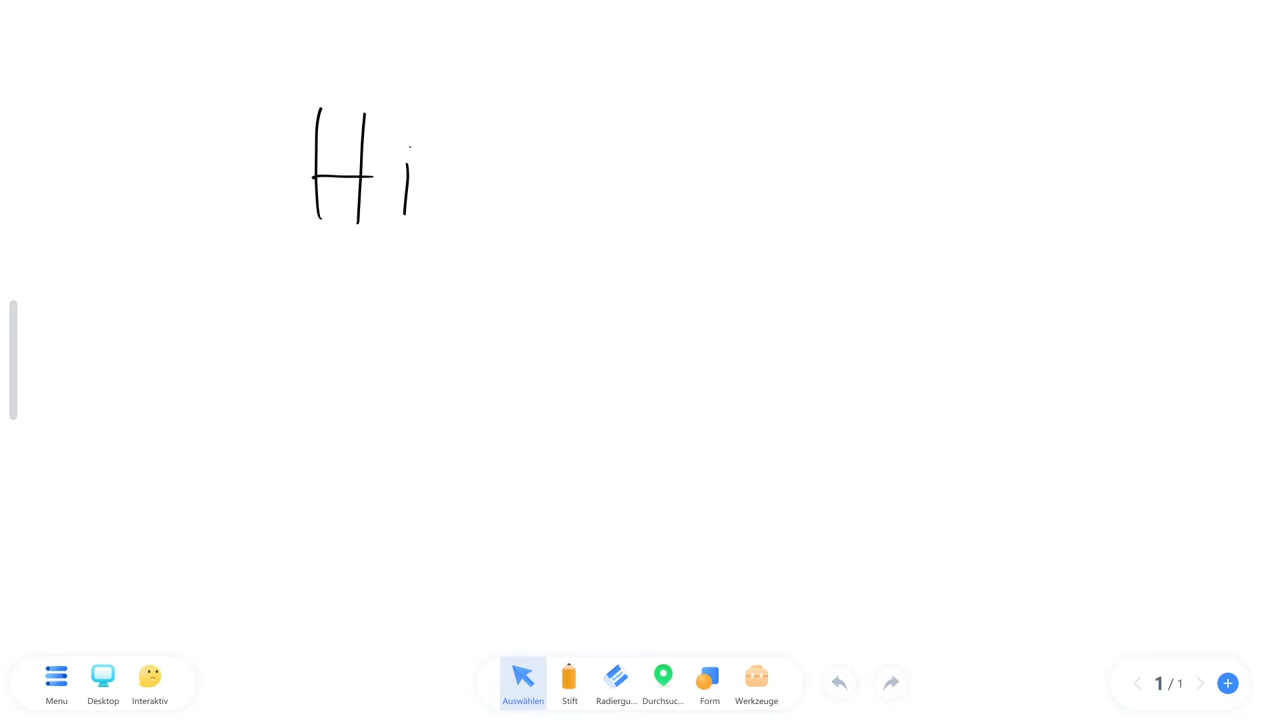 Hi
Menu Desktop Interaktiv Auswählen Stift Radiergu... Durchsuc... Form Werkzeuge 1 / 1